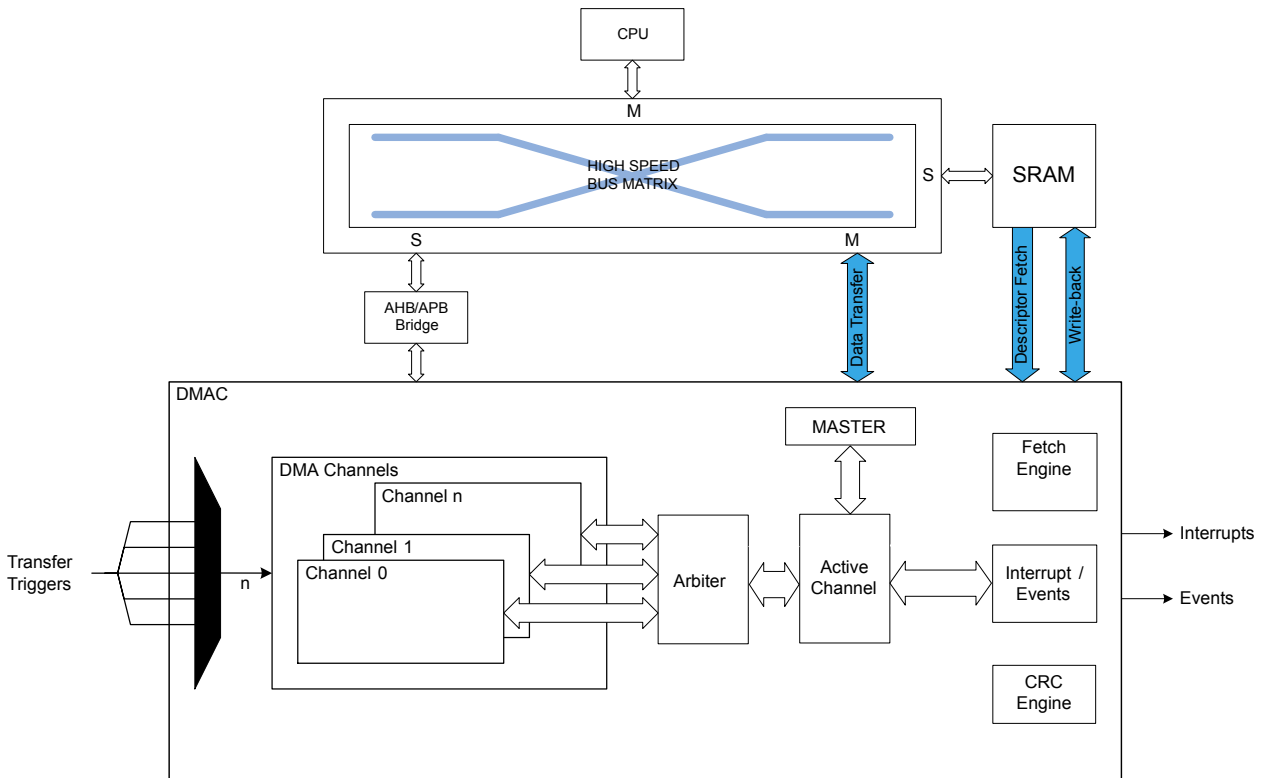 CPU
M
HIGH SPEED
BUS MATRIX
S
SRAM
S
M
AHB/APB
Bridge
Data Transfer
Descriptor Fetch
Write-back
DMAC
MASTER
Fetch
Engine
DMA Channels
Channel n
Channel 1
Channel 0
Transfer
Triggers
n
Arbiter
Active
Channel
Interrupt /
Events
Interrupts
Events
CRC
Engine